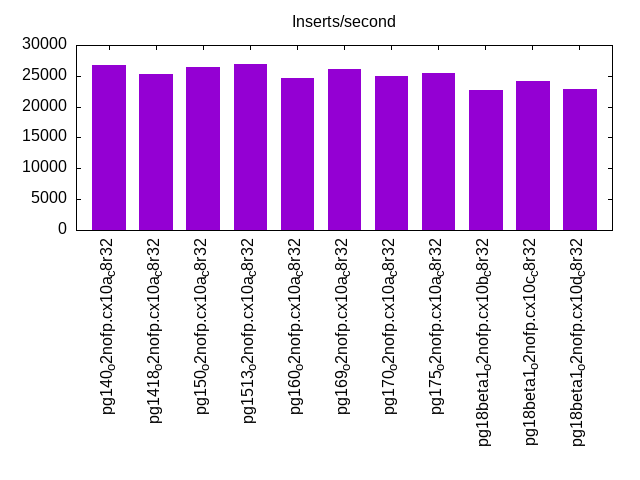 Inserts/second
30000
25000
20000
15000
10000
5000
0
pg140_o2nofp.cx10a_c8r32
pg1418_o2nofp.cx10a_c8r32
pg150_o2nofp.cx10a_c8r32
pg1513_o2nofp.cx10a_c8r32
pg160_o2nofp.cx10a_c8r32
pg169_o2nofp.cx10a_c8r32
pg170_o2nofp.cx10a_c8r32
pg175_o2nofp.cx10a_c8r32
pg18beta1_o2nofp.cx10b_c8r32
pg18beta1_o2nofp.cx10c_c8r32
pg18beta1_o2nofp.cx10d_c8r32